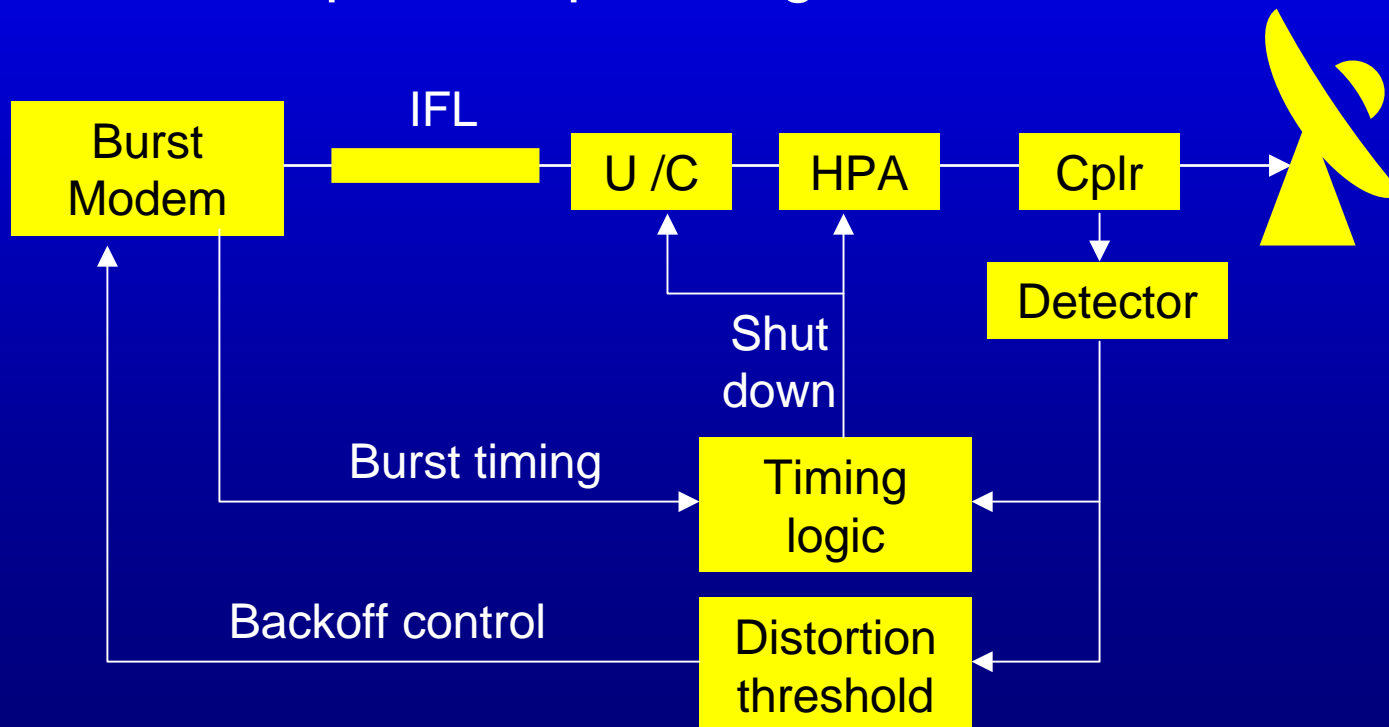 IFL
Burst
Modem
U /C
HPA
Cplr
Detector
Shut
down
Burst timing
Timing
logic
Backoff control
Distortion
threshold